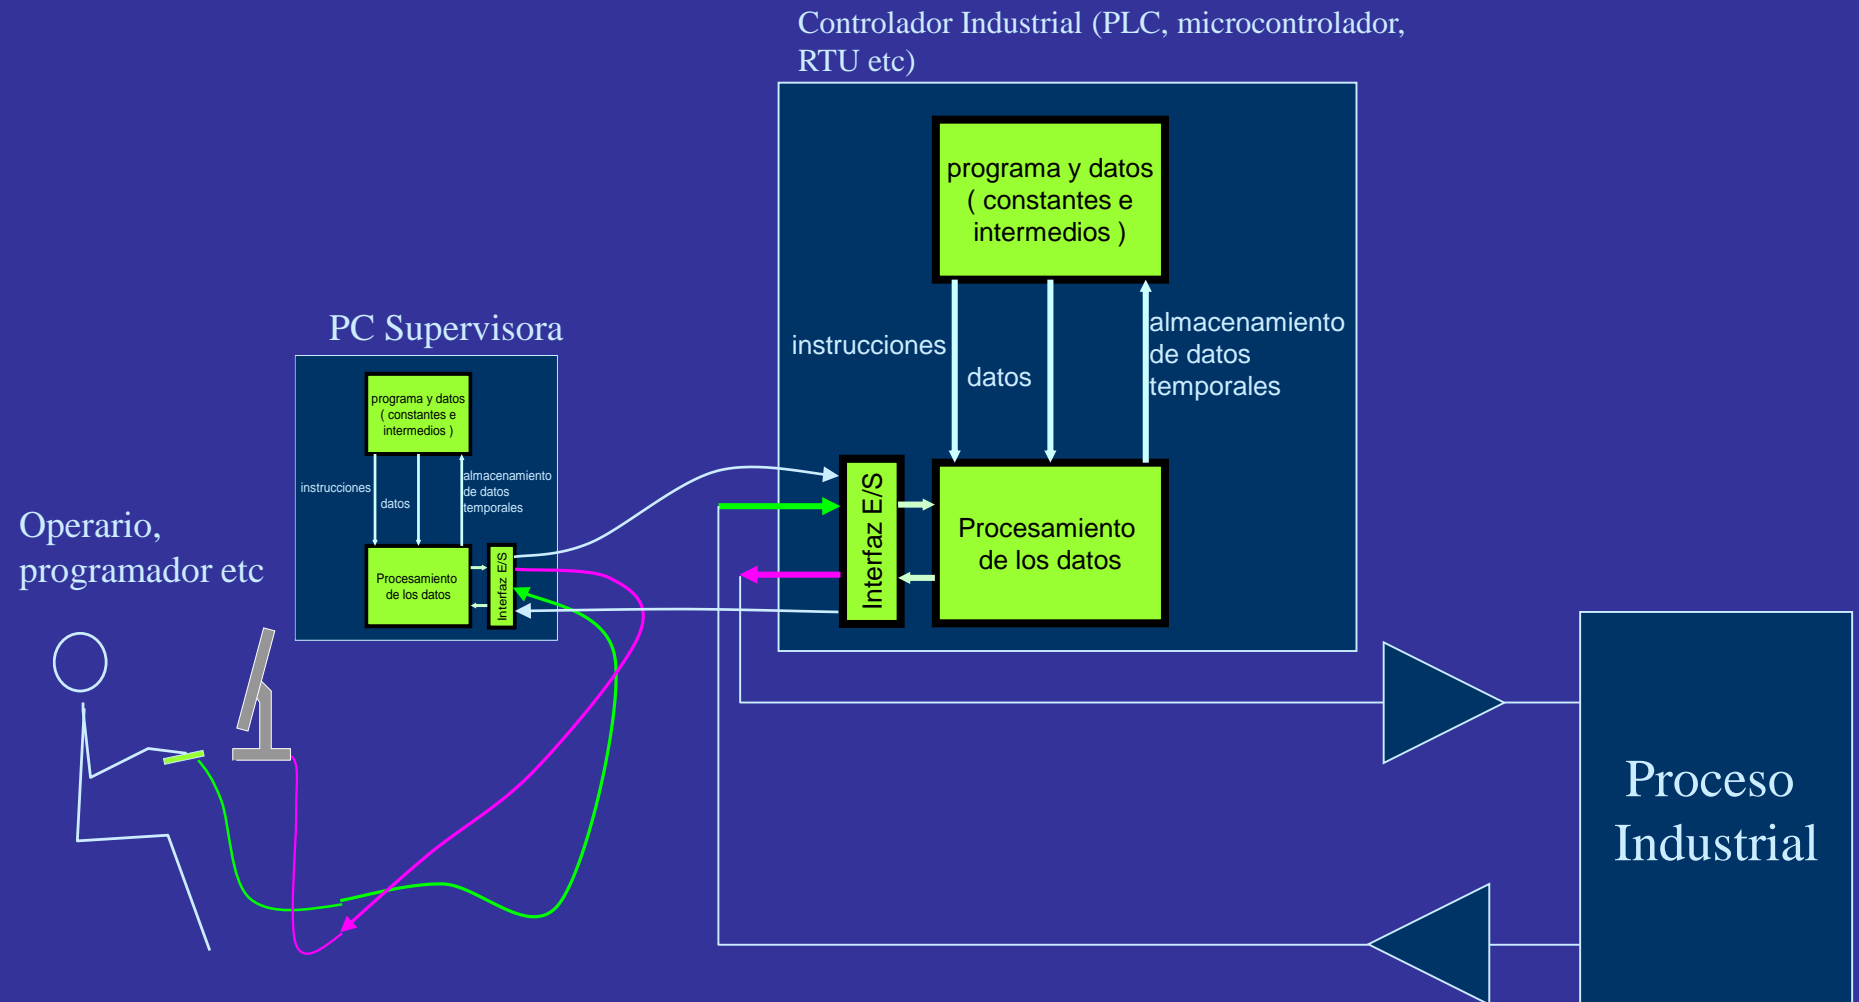 Controlador Industrial (PLC, microcontrolador,
RTU etc)
programa y datos
( constantes e
intermedios )
instrucciones
datos
almacenamiento
de datos
temporales
Interfaz E/S
Procesamiento
de los datos
PC Supervisora
programa y datos
( constantes e
intermedios )
instrucciones
datos
almacenamiento
de datos
temporales
Procesamiento
de los datos
Interfaz E/S
Operario,
programador etc
Proceso
Industrial